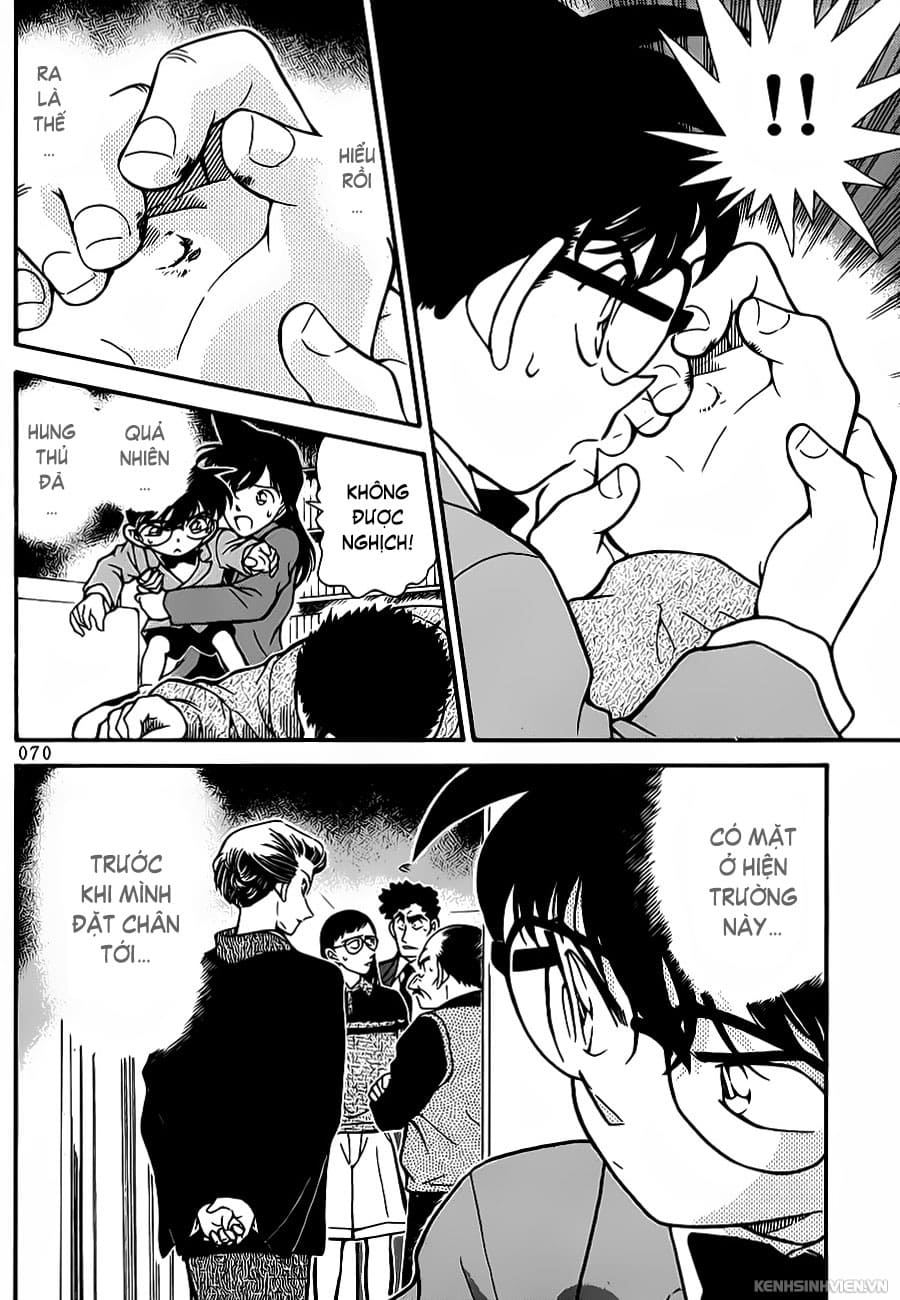 !!
RA
LÀ
THẾ
...
HIỂU
RỒI
...
KHÔNG
ĐƯỢC
NGHỊCH!
QUẢ
NHIÊN
...
HUNG
THỦ
ĐÃ
...
070
CÓ MẶT
Ở HIỆN
TRƯỜNG
NÀY...
TRƯỚC
KHI MÌNH
ĐẶT CHÂN
TỚI...
KENHSINHVIEN.VN